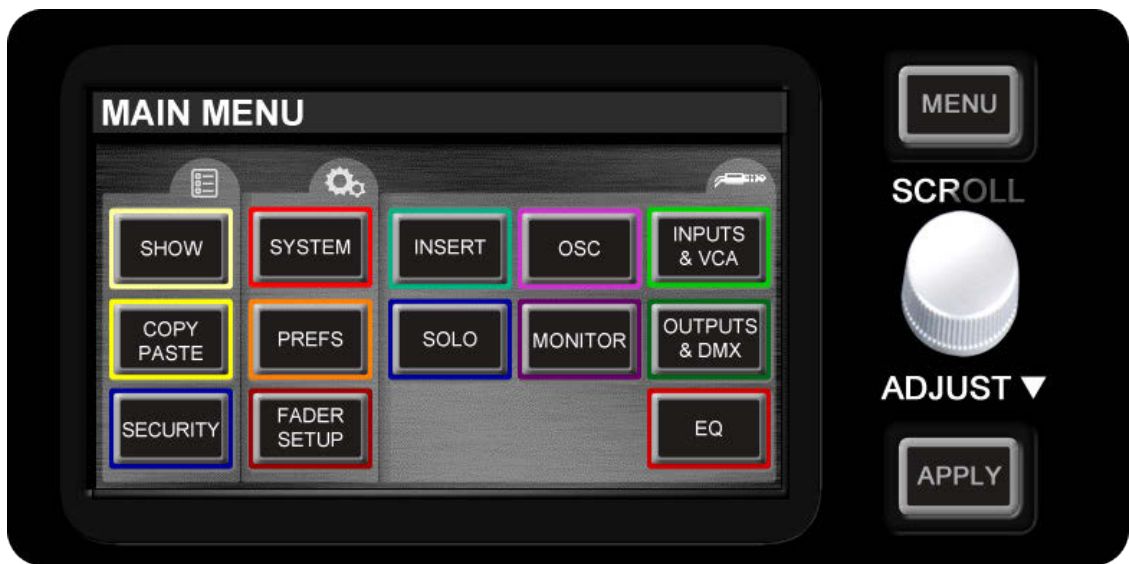 MAIN MENU
MENU
SCROLL
SHOW
SYSTEM
INSERT
OSC
INPUTS
& VCA
COPY
PASTE
PREFS
SOLO
MONITOR
OUTPUTS
& DMX
ADJUST ▼
SECURITY
FADER
SETUP
EQ
APPLY